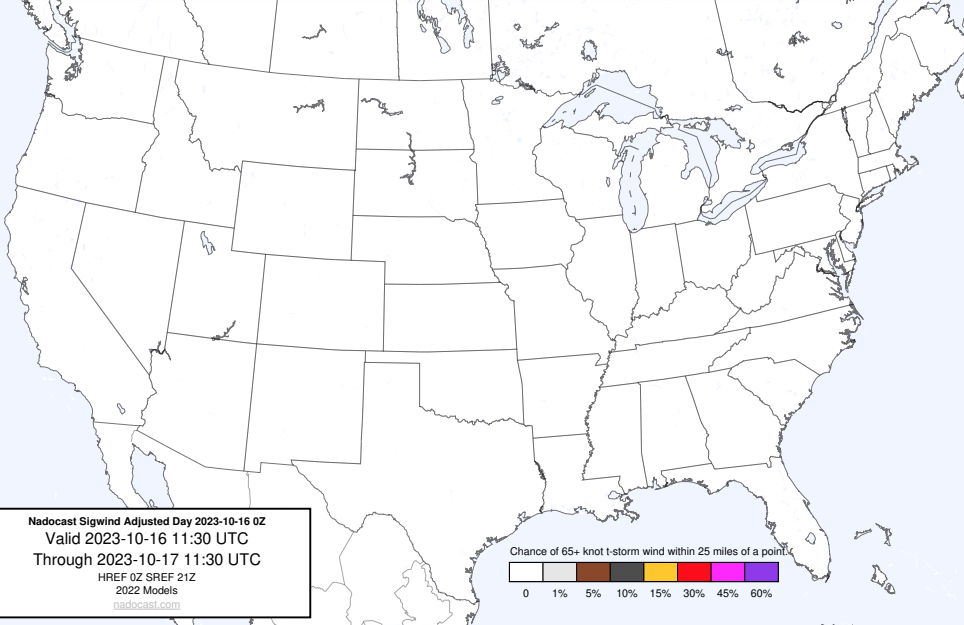 Nadocast Sigwind Adjusted Day 2023-10-16 0Z
Valid 2023-10-16 11:30 UTC
Through 2023-10-17 11:30 UTC
HREF 0Z SREF 21Z
2022 Models
nadocast.com
Chance of 65+ knot t-storm wind within 25 miles of a point.
0 1% 5% 10% 15% 30% 45% 60%